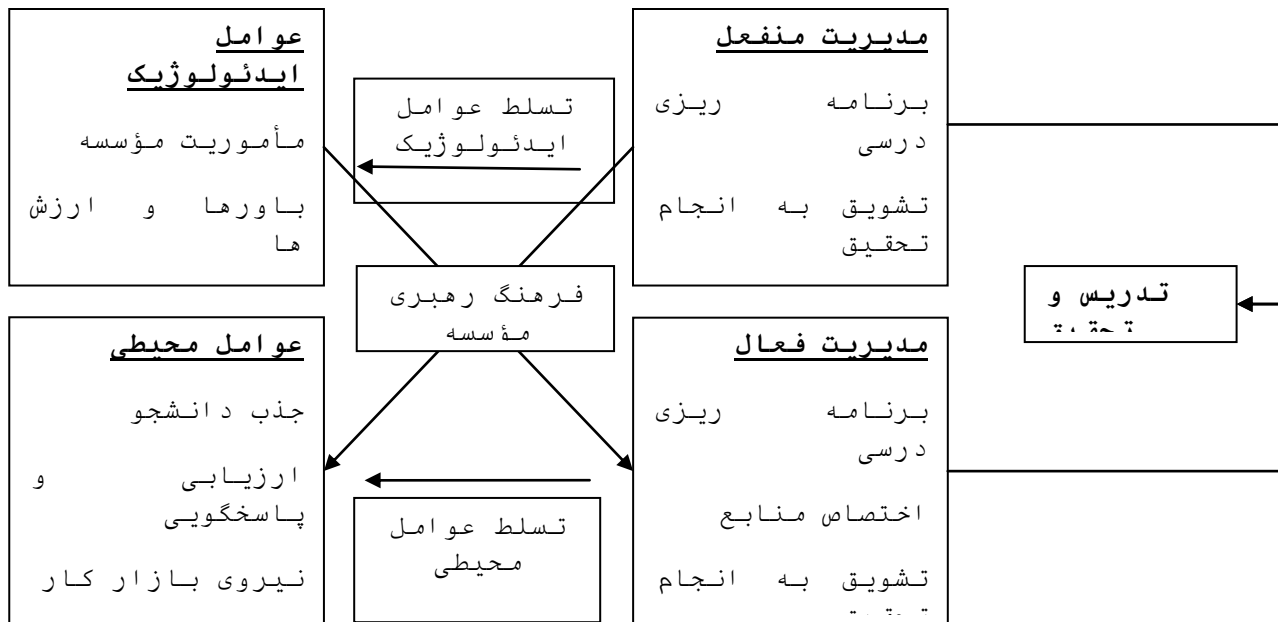 عوامل
ایدئولوژیک
مأموریت مؤسسه
باورها و ارزش
ها
تسلط عوامل
ایدئولوژیک
مدیریت منفعل
برنامه ریزی
درسی
تشویق به انجام
تحقیق
فرهنگ رهبری
مؤسسه
تدریس و
عوامل محیطی
جذب دانشجو
ارزیابی و
پاسخگویی
نیروی بازار کار
تسلط عوامل
محیطی
مدیریت فعال
برنامه ریزی
درسی
اختصاص منابع
تشویق به انجام